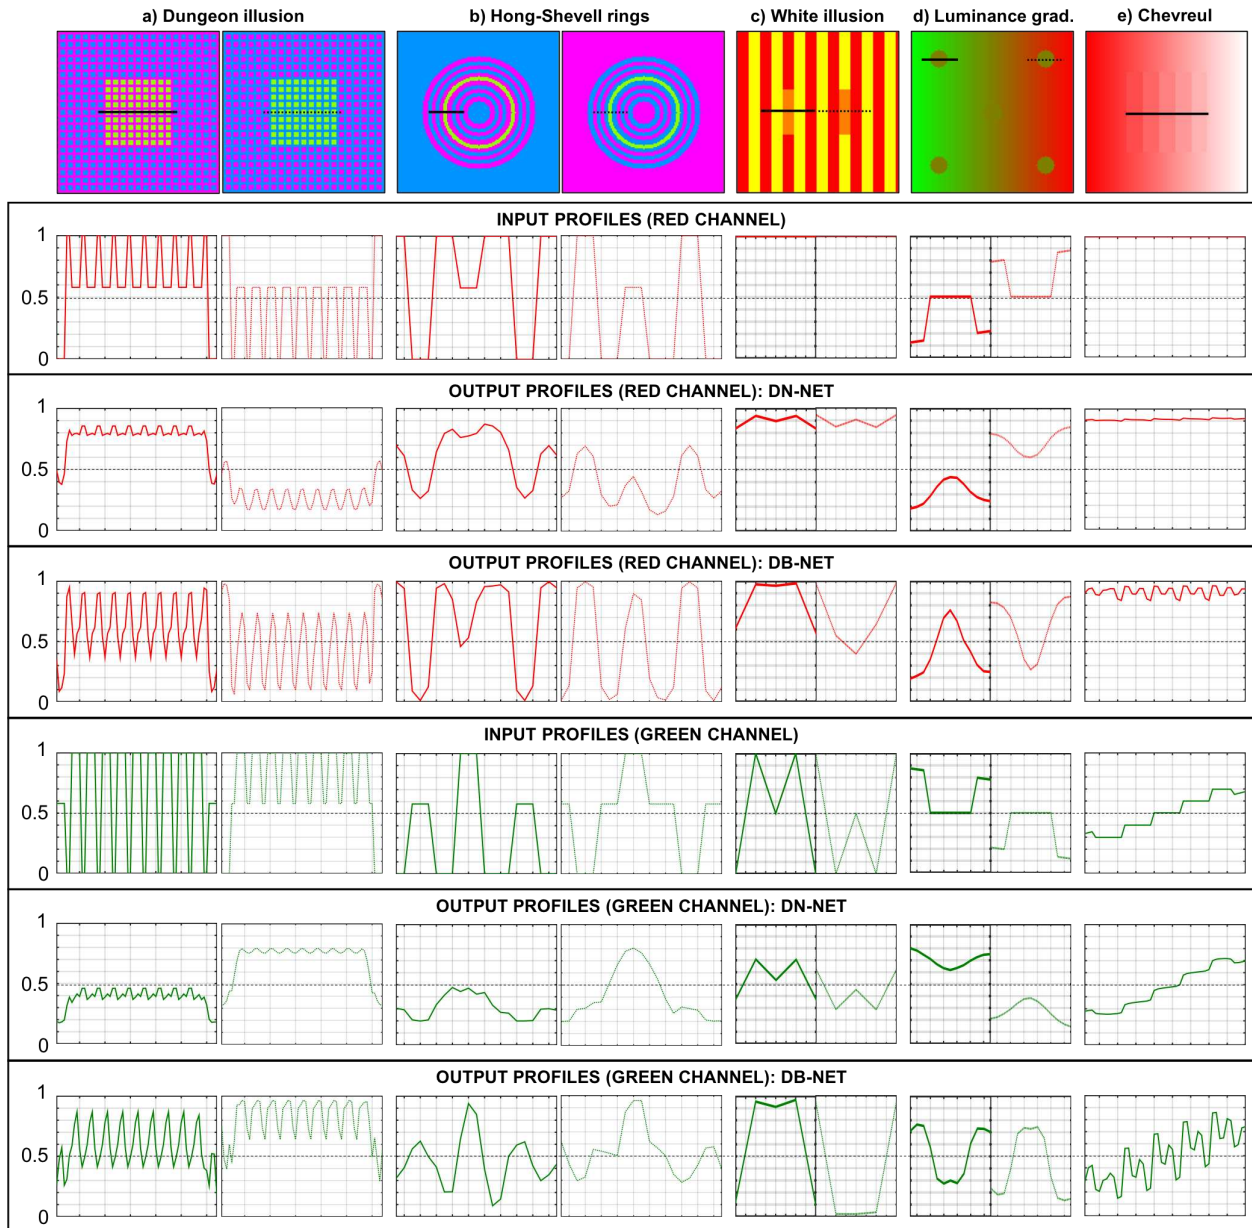 a) Dungeon illusion b) Hong-Shevell rings c) White illusion d) Luminance grad. e) Chevreul
INPUT PROFILES (RED CHANNEL)
1
0.5
0
OUTPUT PROFILES (RED CHANNEL): DN-NET
1
0.5
0
OUTPUT PROFILES (RED CHANNEL): DB-NET
1
0.5
0
INPUT PROFILES (GREEN CHANNEL)
1
0.5
0
OUTPUT PROFILES (GREEN CHANNEL): DN-NET
1
0.5
0
OUTPUT PROFILES (GREEN CHANNEL): DB-NET
1
0.5
0